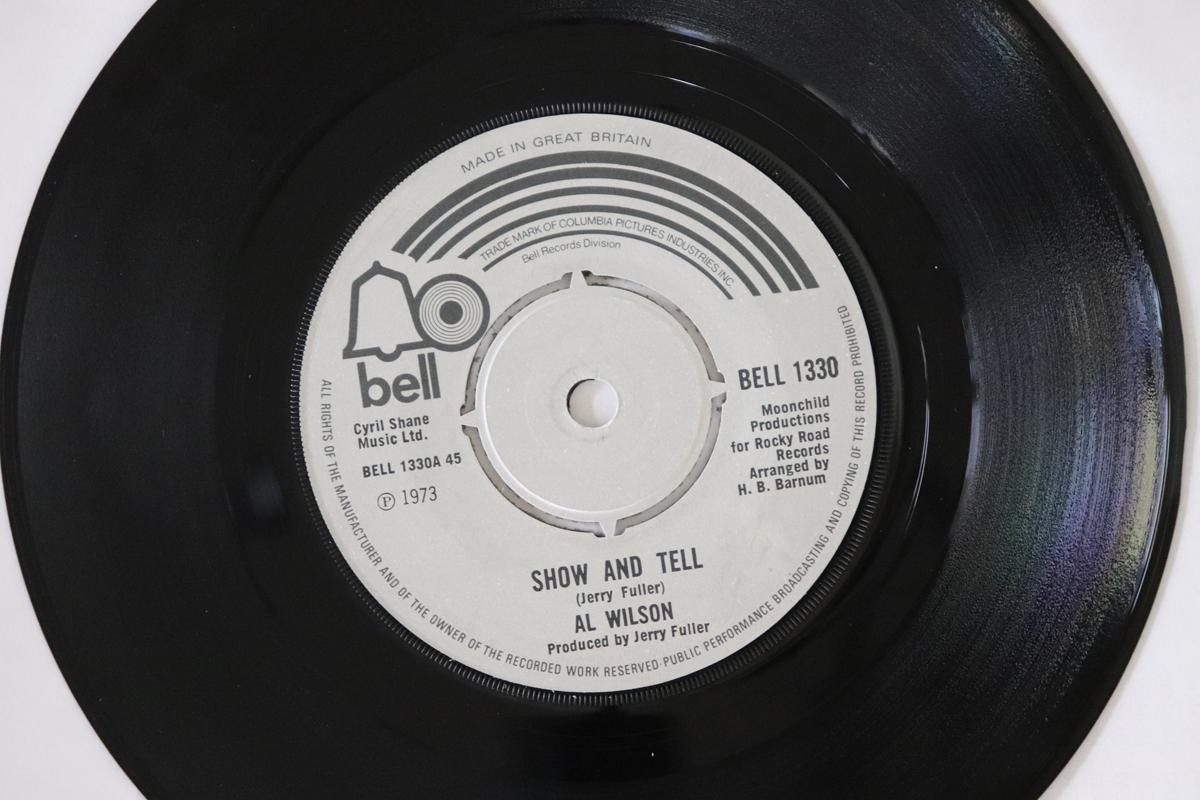 MADE IN GREAT BRITAIN
TRADE MARK OF COLUMBIA PICTURES INDUSTRIES INC.
Bell Records Division
bell
BELL 1330
Cyril Shane
Music Ltd.
BELL 1330A 45
Ⓟ 1973
Moonchild
Productions
for Rocky Road
Records
Arranged by
H. B. Barnum
SHOW AND TELL
(Jerry Fuller)
AL WILSON
Produced by Jerry Fuller
ALL RIGHTS OF THE MANUFACTURER AND OF THE OWNER OF THE RECORDED WORK RESERVED·PUBLIC PERFORMANCE BROADCASTING AND COPYING OF THIS RECORD PROHIBITED